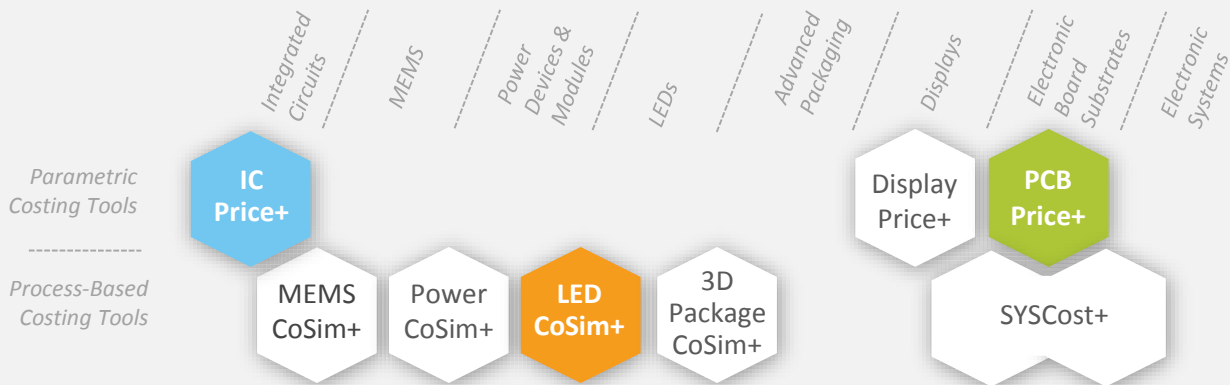 Integrated
Circuits
MEMS
Power
Devices &
Modules
LEDs
Advanced
Packaging
Displays
Electronic
Board
Substrates
Electronic
Systems
Parametric
Costing Tools
IC
Price+
Display
Price+
PCB
Price+
Process-Based
Costing Tools
MEMS
CoSim+
Power
CoSim+
LED
CoSim+
3D
Package
CoSim+
SYSCost+